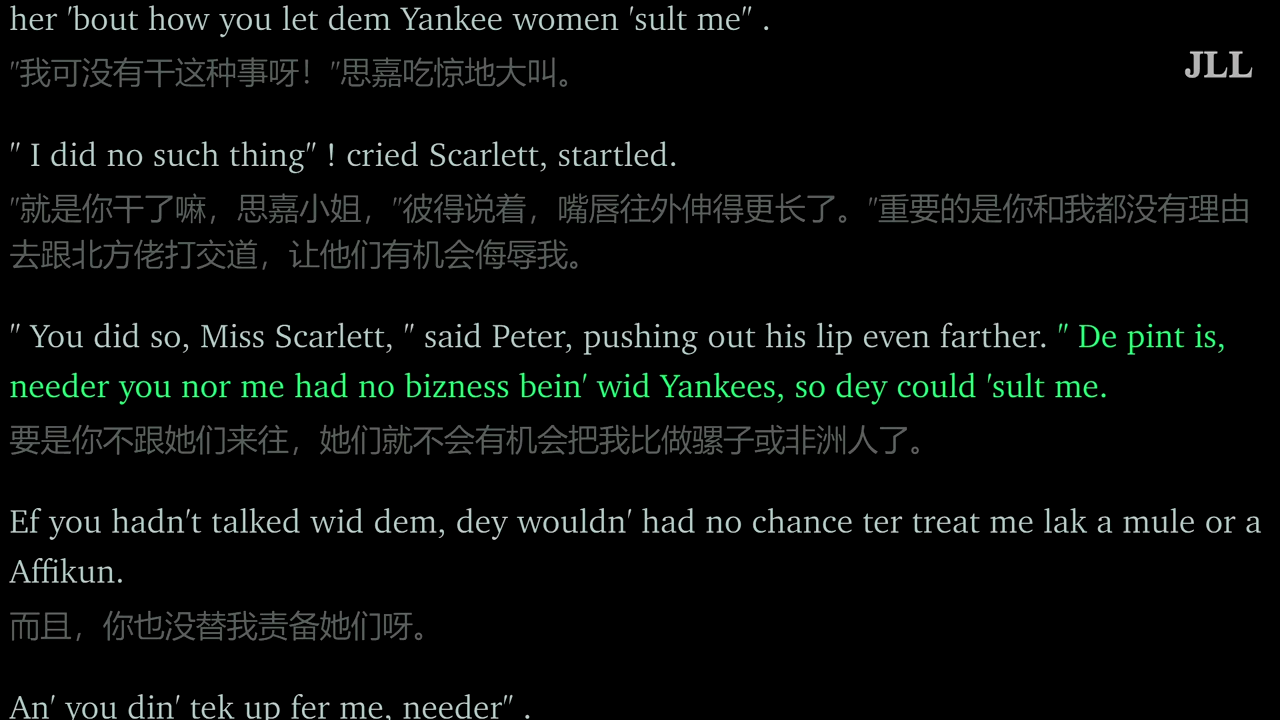 her 'bout how you let dem Yankee women 'sult me" .
"我可没有干这种事呀！"思嘉吃惊地大叫。
JLL
" I did no such thing" ! cried Scarlett, startled.
"就是你干了嘛，思嘉小姐，"彼得说着，嘴唇往外伸得更长了。"重要的是你和我都没有理由
去跟北方佬打交道，让他们有机会侮辱我。
" You did so, Miss Scarlett, " said Peter, pushing out his lip even farther. " De pint is,
needer you nor me had no bizness bein' wid Yankees, so dey could 'sult me.
要是你不跟她们来往，她们就不会有机会把我比做骡子或非洲人了。
Ef you hadn't talked wid dem, dey wouldn' had no chance ter treat me lak a mule or a
Affikun.
而且，你也没替我责备她们呀。
An' you din' tek up fer me, needer" .